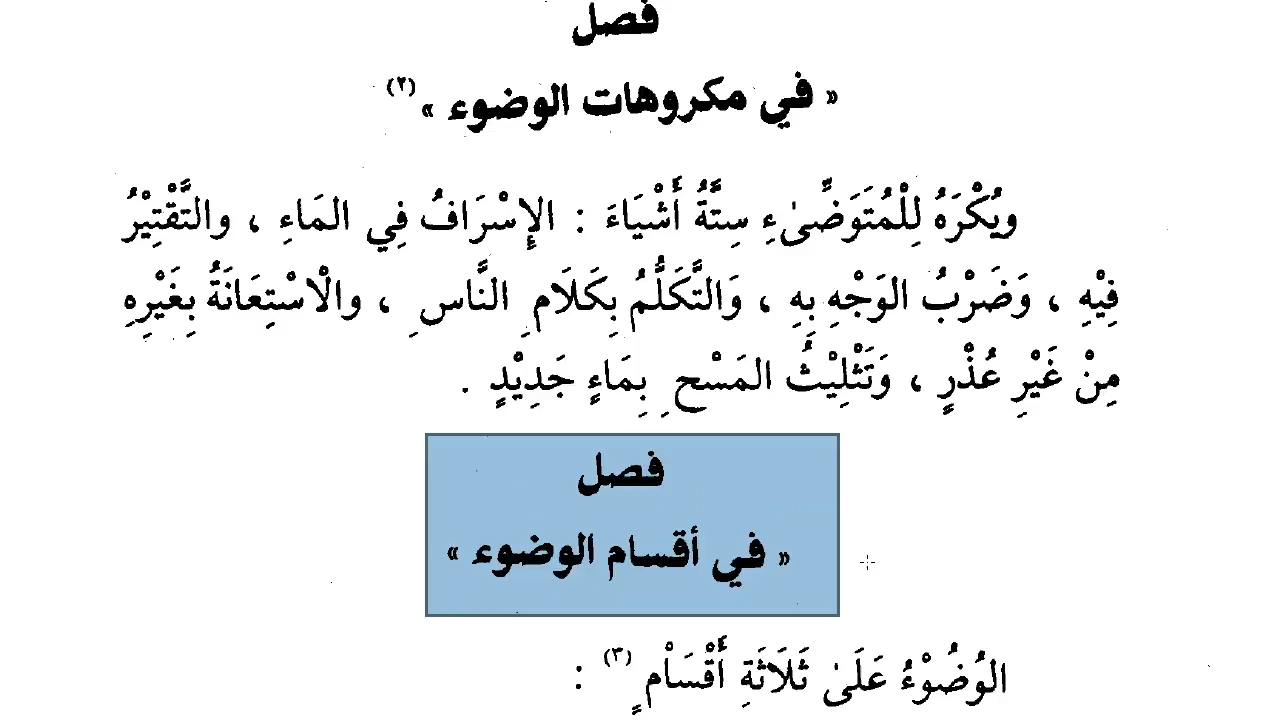 فصل
« في مكروهات الوضوء »(٢)
ويُكْرَهُ لِلْمُتَوَضِّىٰءِ سِتَّةُ أَشْيَاءَ : الإِسْرَافُ فِي المَاءِ ، والتَّقْتِيْرُ
فِيْهِ ، وَضَرْبُ الوَجْهِ بِهِ ، وَالتَّكَلُّمُ بِكَلَامِ النَّاسِ ، والْاسْتِعَانَةُ بِغَيْرِهِ
مِنْ غَيْرِ عُذْرٍ ، وَتَثْلِيْثُ المَسْحِ بِمَاءٍ جَدِيْدٍ .
فصل
« في أقسام الوضوء »
الوُضُوْءُ عَلَىٰ ثَلَاثَةِ أَقْسَاْمٍ (٣) :